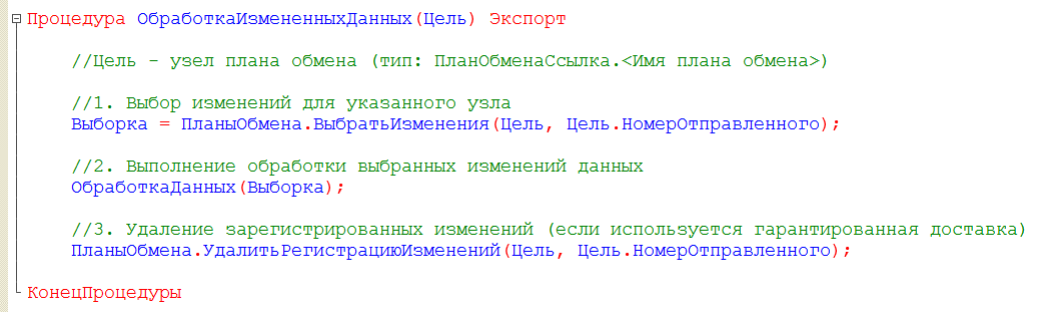 Процедура ОбработкаИзмененныхДанных(Цель) Экспорт
//Цель - узел плана обмена (тип: ПланОбменаСсылка.<Имя плана обмена>)
//1. Выбор изменений для указанного узла
Выборка = ПланыОбмена.ВыбратьИзменения(Цель, Цель.НомерОтправленного);
//2. Выполнение обработки выбранных изменений данных
ОбработкаДанных(Выборка);
//3. Удаление зарегистрированных изменений (если используется гарантированная доставка)
ПланыОбмена.УдалитьРегистрациюИзменений(Цель, Цель.НомерОтправленного);
КонецПроцедуры